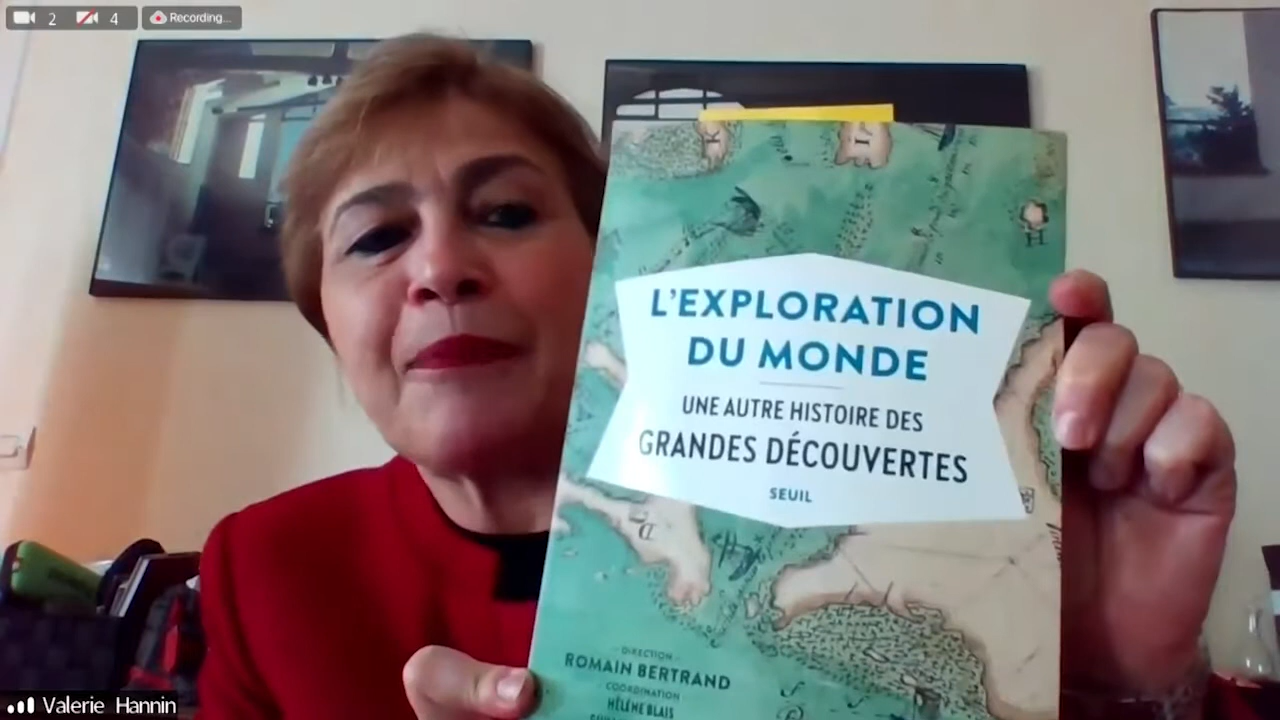 2 4 Recording...
L'EXPLORATION
DU MONDE
UNE AUTRE HISTOIRE DES
GRANDES DÉCOUVERTES
SEUIL
DIRECTION
ROMAIN BERTRAND
COORDINATION
HÉLÈNE BLAIS
Valerie Hannin